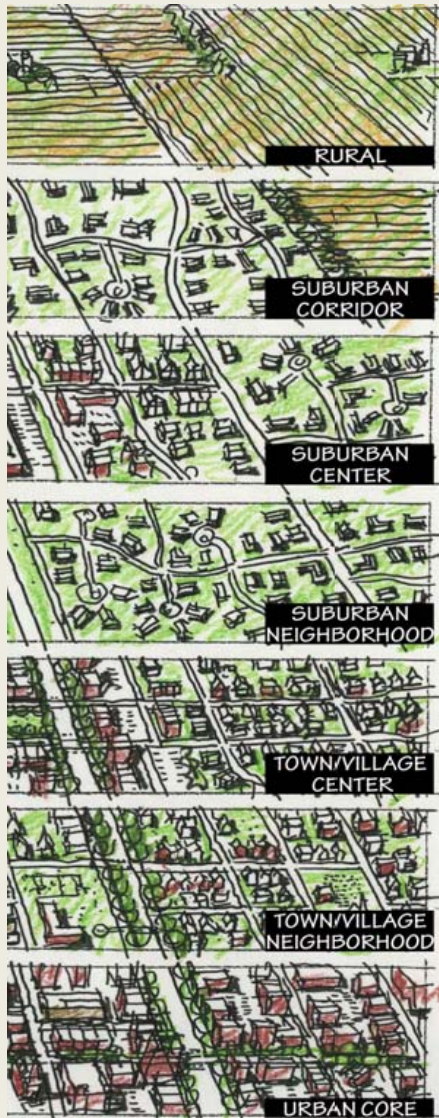 RURAL
SUBURBAN
CORRIDOR
SUBURBAN
CENTER
SUBURBAN
NEIGHBORHOOD
TOWN/VILLAGE
CENTER
TOWN/VILLAGE
NEIGHBORHOOD
URBAN CORE